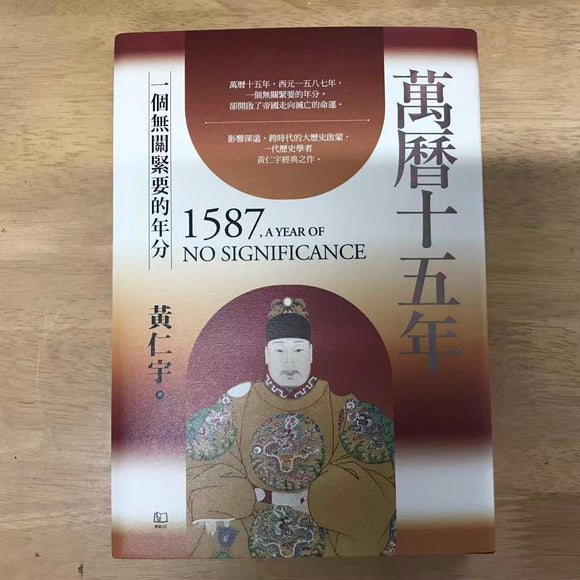 萬曆十五年
一個無關緊要的年分
萬曆十五年，西元一五八七年，
一個無關緊要的年分。
卻開啟了帝國走向滅亡的命運。
影響深遠、跨時代的大歷史啟蒙，
一代歷史學者
黃仁宇經典之作。
1587, A YEAR OF
NO SIGNIFICANCE
黃仁宇